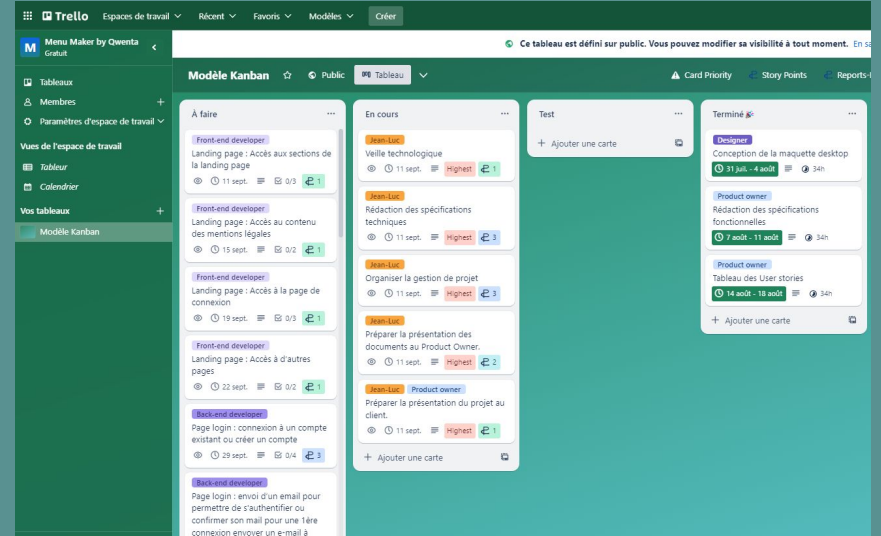 Trello Espaces de travail Récent Favoris Modèles Créer
M Menu Maker by Qwenta
Gratuit
Ce tableau est défini sur public. Vous pouvez modifier sa visibilité à tout moment. En
Tableaux
Membres
Paramètres d'espace de travail
Vues de l'espace de travail
Tableur
Calendrier
Vos tableaux
Modèle Kanban
Modèle Kanban Public Tableau Card Priority Story Points Reports
À faire
Front-end developer
Landing page : Accès aux sections de
la landing page
11 sept. 0/3 1
Front-end developer
Landing page : Accès au contenu
des mentions légales
15 sept. 0/2 1
Front-end developer
Landing page : Accès à la page de
connexion
19 sept. 0/3 1
Front-end developer
Landing page : Accès à d'autres
pages
22 sept. 0/2 1
Back-end developer
Page login : connexion à un compte
existant ou créer un compte
29 sept. 0/4 3
Back-end developer
Page login : envoi d'un email pour
permettre de s'authentifier ou
confirmer son mail pour une 1ère
connexion envoyer un e-mail à
En cours
Jean-Luc
Veille technologique
11 sept. Highest 1
Jean-Luc
Rédaction des spécifications
techniques
11 sept. Highest 3
Jean-Luc
Organiser la gestion de projet
11 sept. Highest 3
Jean-Luc
Préparer la présentation des
documents au Product Owner.
11 sept. Highest 2
Jean-Luc Product owner
Préparer la présentation du projet au
client.
11 sept. Highest 1
+ Ajouter une carte
Test
+ Ajouter une carte
Terminé 🎉
Designer
Conception de la maquette desktop
31 juil. - 4 août 34h
Product owner
Rédaction des spécifications
fonctionnelles
7 août - 11 août 34h
Product owner
Tableau des User stories
14 août - 18 août 34h
+ Ajouter une carte